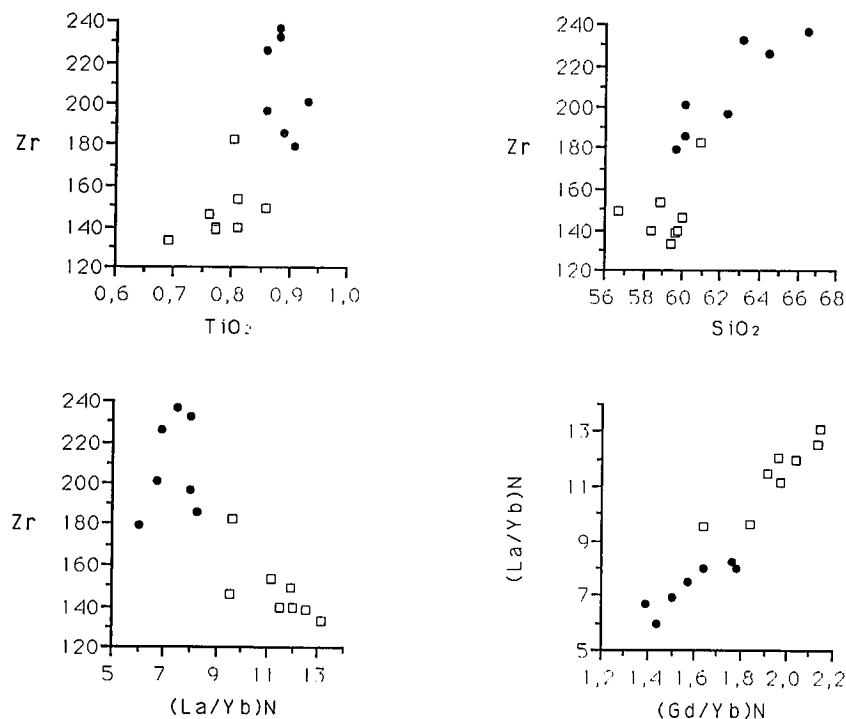 240
220
200
Zr
180
160
140
120
0,6 0,7 0,8 0,9 1,0
TiO₂
240
220
200
Zr
180
160
140
120
56 58 60 62 64 66 68
SiO₂
240
220
200
Zr
180
160
140
120
5 7 9 11 13
(La/Yb)N
13
11
(La/Yb)N
9
7
5
1,2 1,4 1,6 1,8 2,0 2,2
(Gd/Yb)N